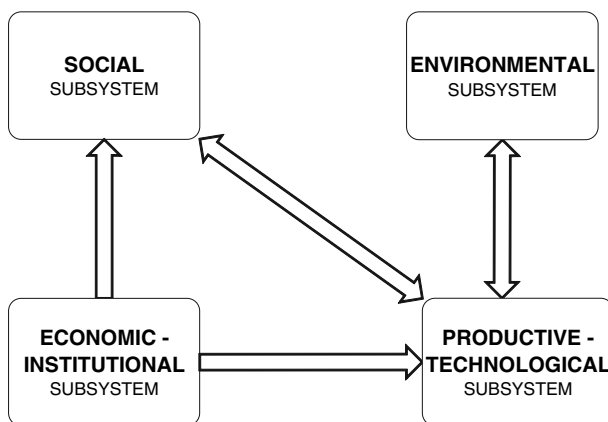 SOCIAL
SUBSYSTEM
ENVIRONMENTAL
SUBSYSTEM
ECONOMIC -
INSTITUTIONAL
SUBSYSTEM
PRODUCTIVE -
TECHNOLOGICAL
SUBSYSTEM